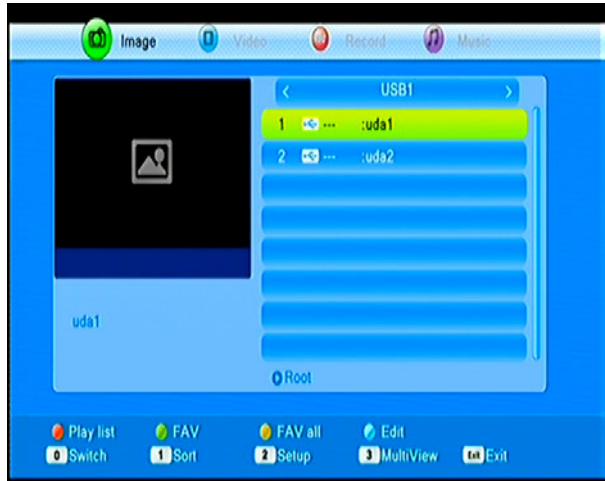 Image Video Record Music
USB1
1 --- :uda1
2 --- :uda2
uda1
Root
Play list FAV FAV all Edit
0 Switch 1 Sort 2 Setup 3 MultiView Exit Exit